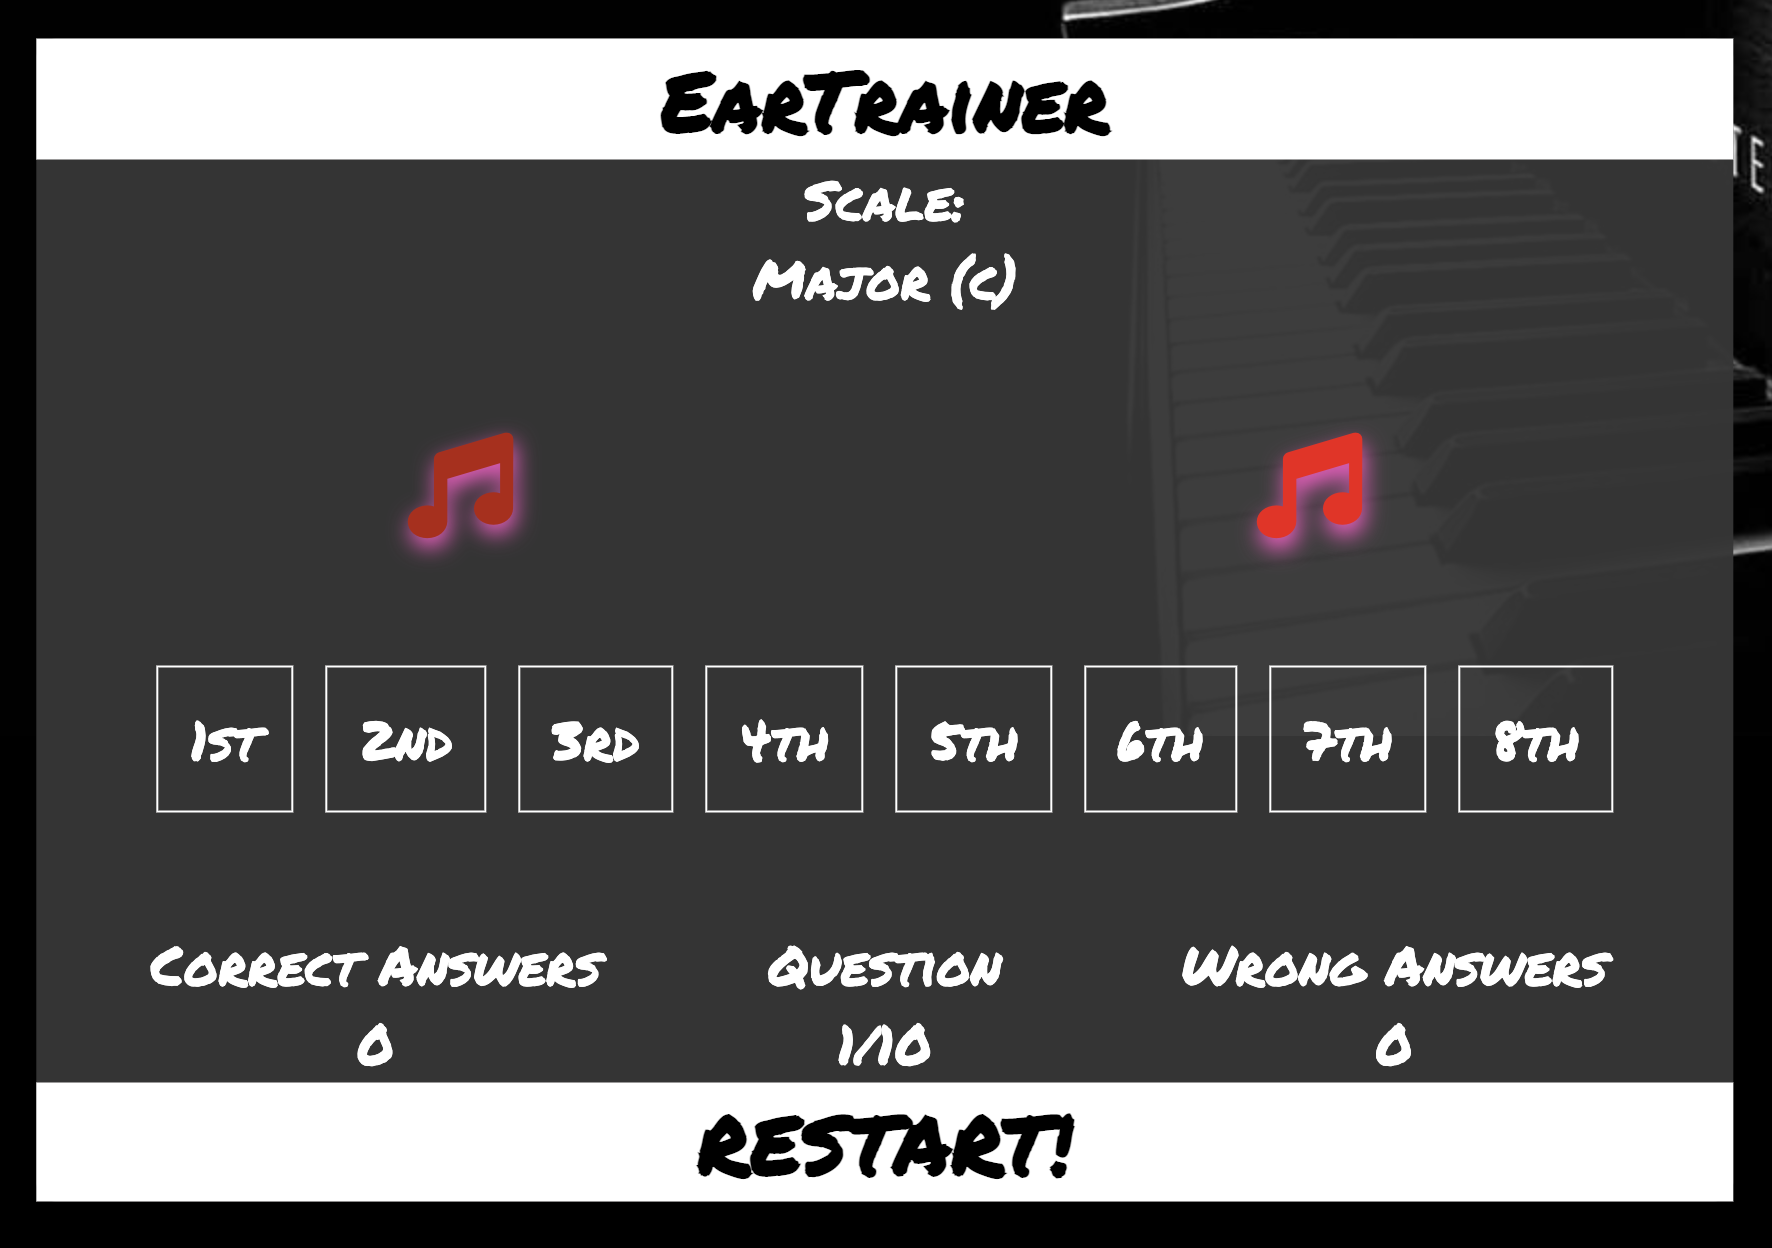 EarTrainer
TE
Scale:
Major (C)
1st 2nd 3rd 4th 5th 6th 7th 8th
Correct Answers Question Wrong Answers
0 1/10 0
RESTART!